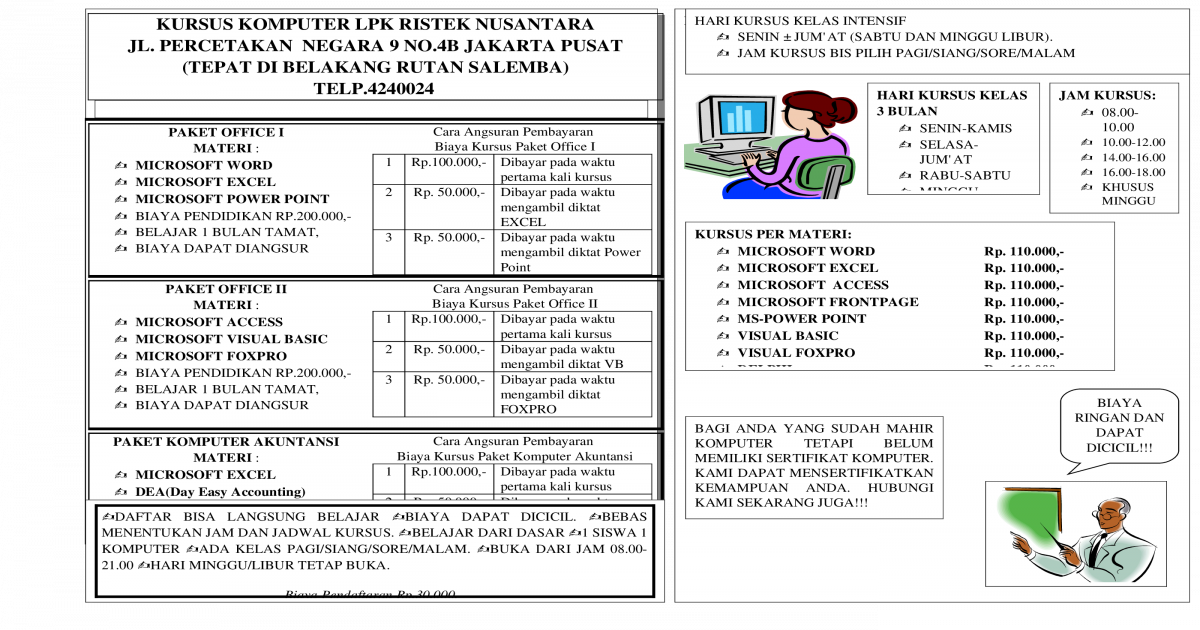 KURSUS KOMPUTER LPK RISTEK NUSANTARA
JL. PERCETAKAN NEGARA 9 NO.4B JAKARTA PUSAT
(TEPAT DI BELAKANG RUTAN SALEMBA)
TELP.4240024
PAKET OFFICE I
MATERI :
MICROSOFT WORD
MICROSOFT EXCEL
MICROSOFT POWER POINT
BIAYA PENDIDIKAN RP.200.000,-
BELAJAR 1 BULAN TAMAT,
BIAYA DAPAT DIANGSUR
Cara Angsuran Pembayaran
Biaya Kursus Paket Office I
1 Rp.100.000,- Dibayar pada waktu
pertama kali kursus
2 Rp. 50.000,- Dibayar pada waktu
mengambil diktat
EXCEL
3 Rp. 50.000,- Dibayar pada waktu
mengambil diktat Power
Point
PAKET OFFICE II
MATERI :
MICROSOFT ACCESS
MICROSOFT VISUAL BASIC
MICROSOFT FOXPRO
BIAYA PENDIDIKAN RP.200.000,-
BELAJAR 1 BULAN TAMAT,
BIAYA DAPAT DIANGSUR
Cara Angsuran Pembayaran
Biaya Kursus Paket Office II
1 Rp.100.000,- Dibayar pada waktu
pertama kali kursus
2 Rp. 50.000,- Dibayar pada waktu
mengambil diktat VB
3 Rp. 50.000,- Dibayar pada waktu
mengambil diktat
FOXPRO
PAKET KOMPUTER AKUNTANSI
MATERI :
MICROSOFT EXCEL
DEA(Day Easy Accounting)
Cara Angsuran Pembayaran
Biaya Kursus Paket Komputer Akuntansi
1 Rp.100.000,- Dibayar pada waktu
pertama kali kursus
✍DAFTAR BISA LANGSUNG BELAJAR ✍BIAYA DAPAT DICICIL. ✍BEBAS
MENENTUKAN JAM DAN JADWAL KURSUS. ✍BELAJAR DARI DASAR ✍1 SISWA 1
KOMPUTER ✍ADA KELAS PAGI/SIANG/SORE/MALAM. ✍BUKA DARI JAM 08.00-
21.00 ✍HARI MINGGU/LIBUR TETAP BUKA.
Biaya Pendaftaran Rp 30.000
HARI KURSUS KELAS INTENSIF
SENIN ± JUM'AT (SABTU DAN MINGGU LIBUR).
JAM KURSUS BIS PILIH PAGI/SIANG/SORE/MALAM
HARI KURSUS KELAS
3 BULAN
SENIN-KAMIS
SELASA-
JUM'AT
RABU-SABTU
JAM KURSUS:
08.00-
10.00
10.00-12.00
14.00-16.00
16.00-18.00
KHUSUS
MINGGU
KURSUS PER MATERI:
MICROSOFT WORD Rp. 110.000,-
MICROSOFT EXCEL Rp. 110.000,-
MICROSOFT ACCESS Rp. 110.000,-
MICROSOFT FRONTPAGE Rp. 110.000,-
MS-POWER POINT Rp. 110.000,-
VISUAL BASIC Rp. 110.000,-
VISUAL FOXPRO Rp. 110.000,-
BAGI ANDA YANG SUDAH MAHIR
KOMPUTER TETAPI BELUM
MEMILIKI SERTIFIKAT KOMPUTER.
KAMI DAPAT MENSERTIFIKATKAN
KEMAMPUAN ANDA. HUBUNGI
KAMI SEKARANG JUGA!!!
BIAYA
RINGAN DAN
DAPAT
DICICIL!!!